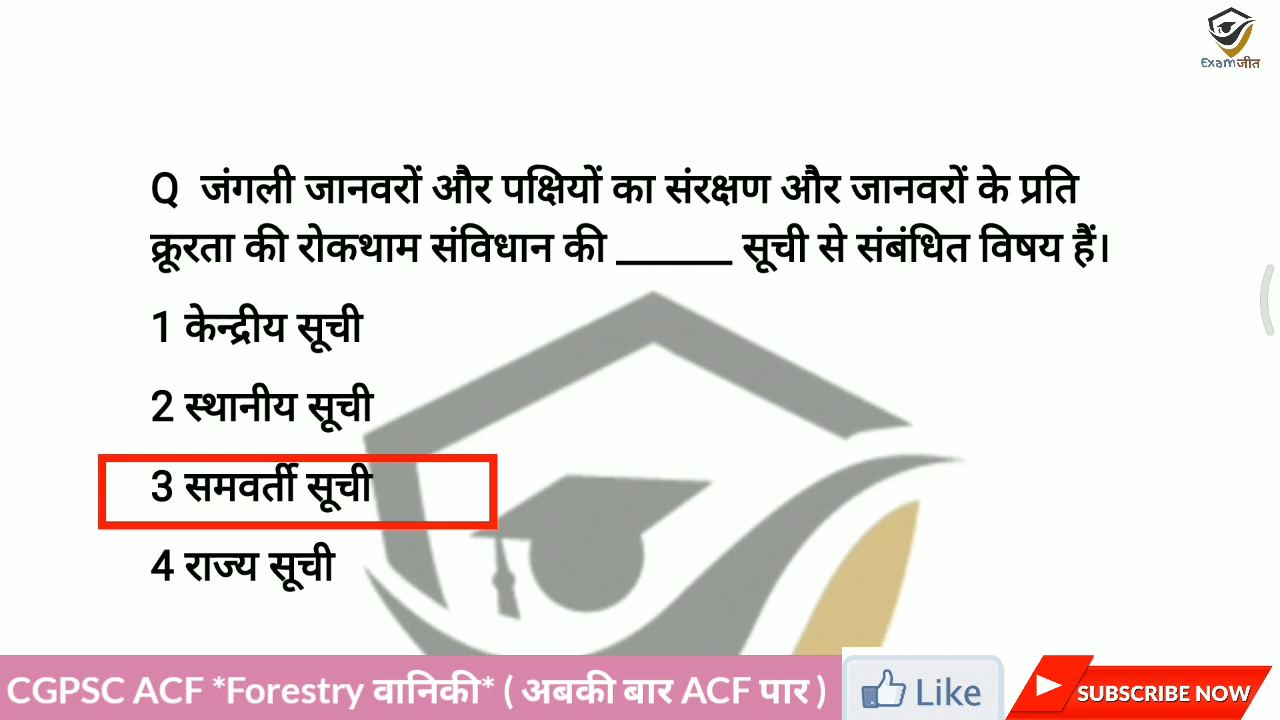 Examजीत
Q जंगली जानवरों और पक्षियों का संरक्षण और जानवरों के प्रति
क्रूरता की रोकथाम संविधान की ______ सूची से संबंधित विषय हैं।
1 केन्द्रीय सूची
2 स्थानीय सूची
3 समवर्ती सूची
4 राज्य सूची
CGPSC ACF *Forestry वानिकी* ( अबकी बार ACF पार ) Like SUBSCRIBE NOW